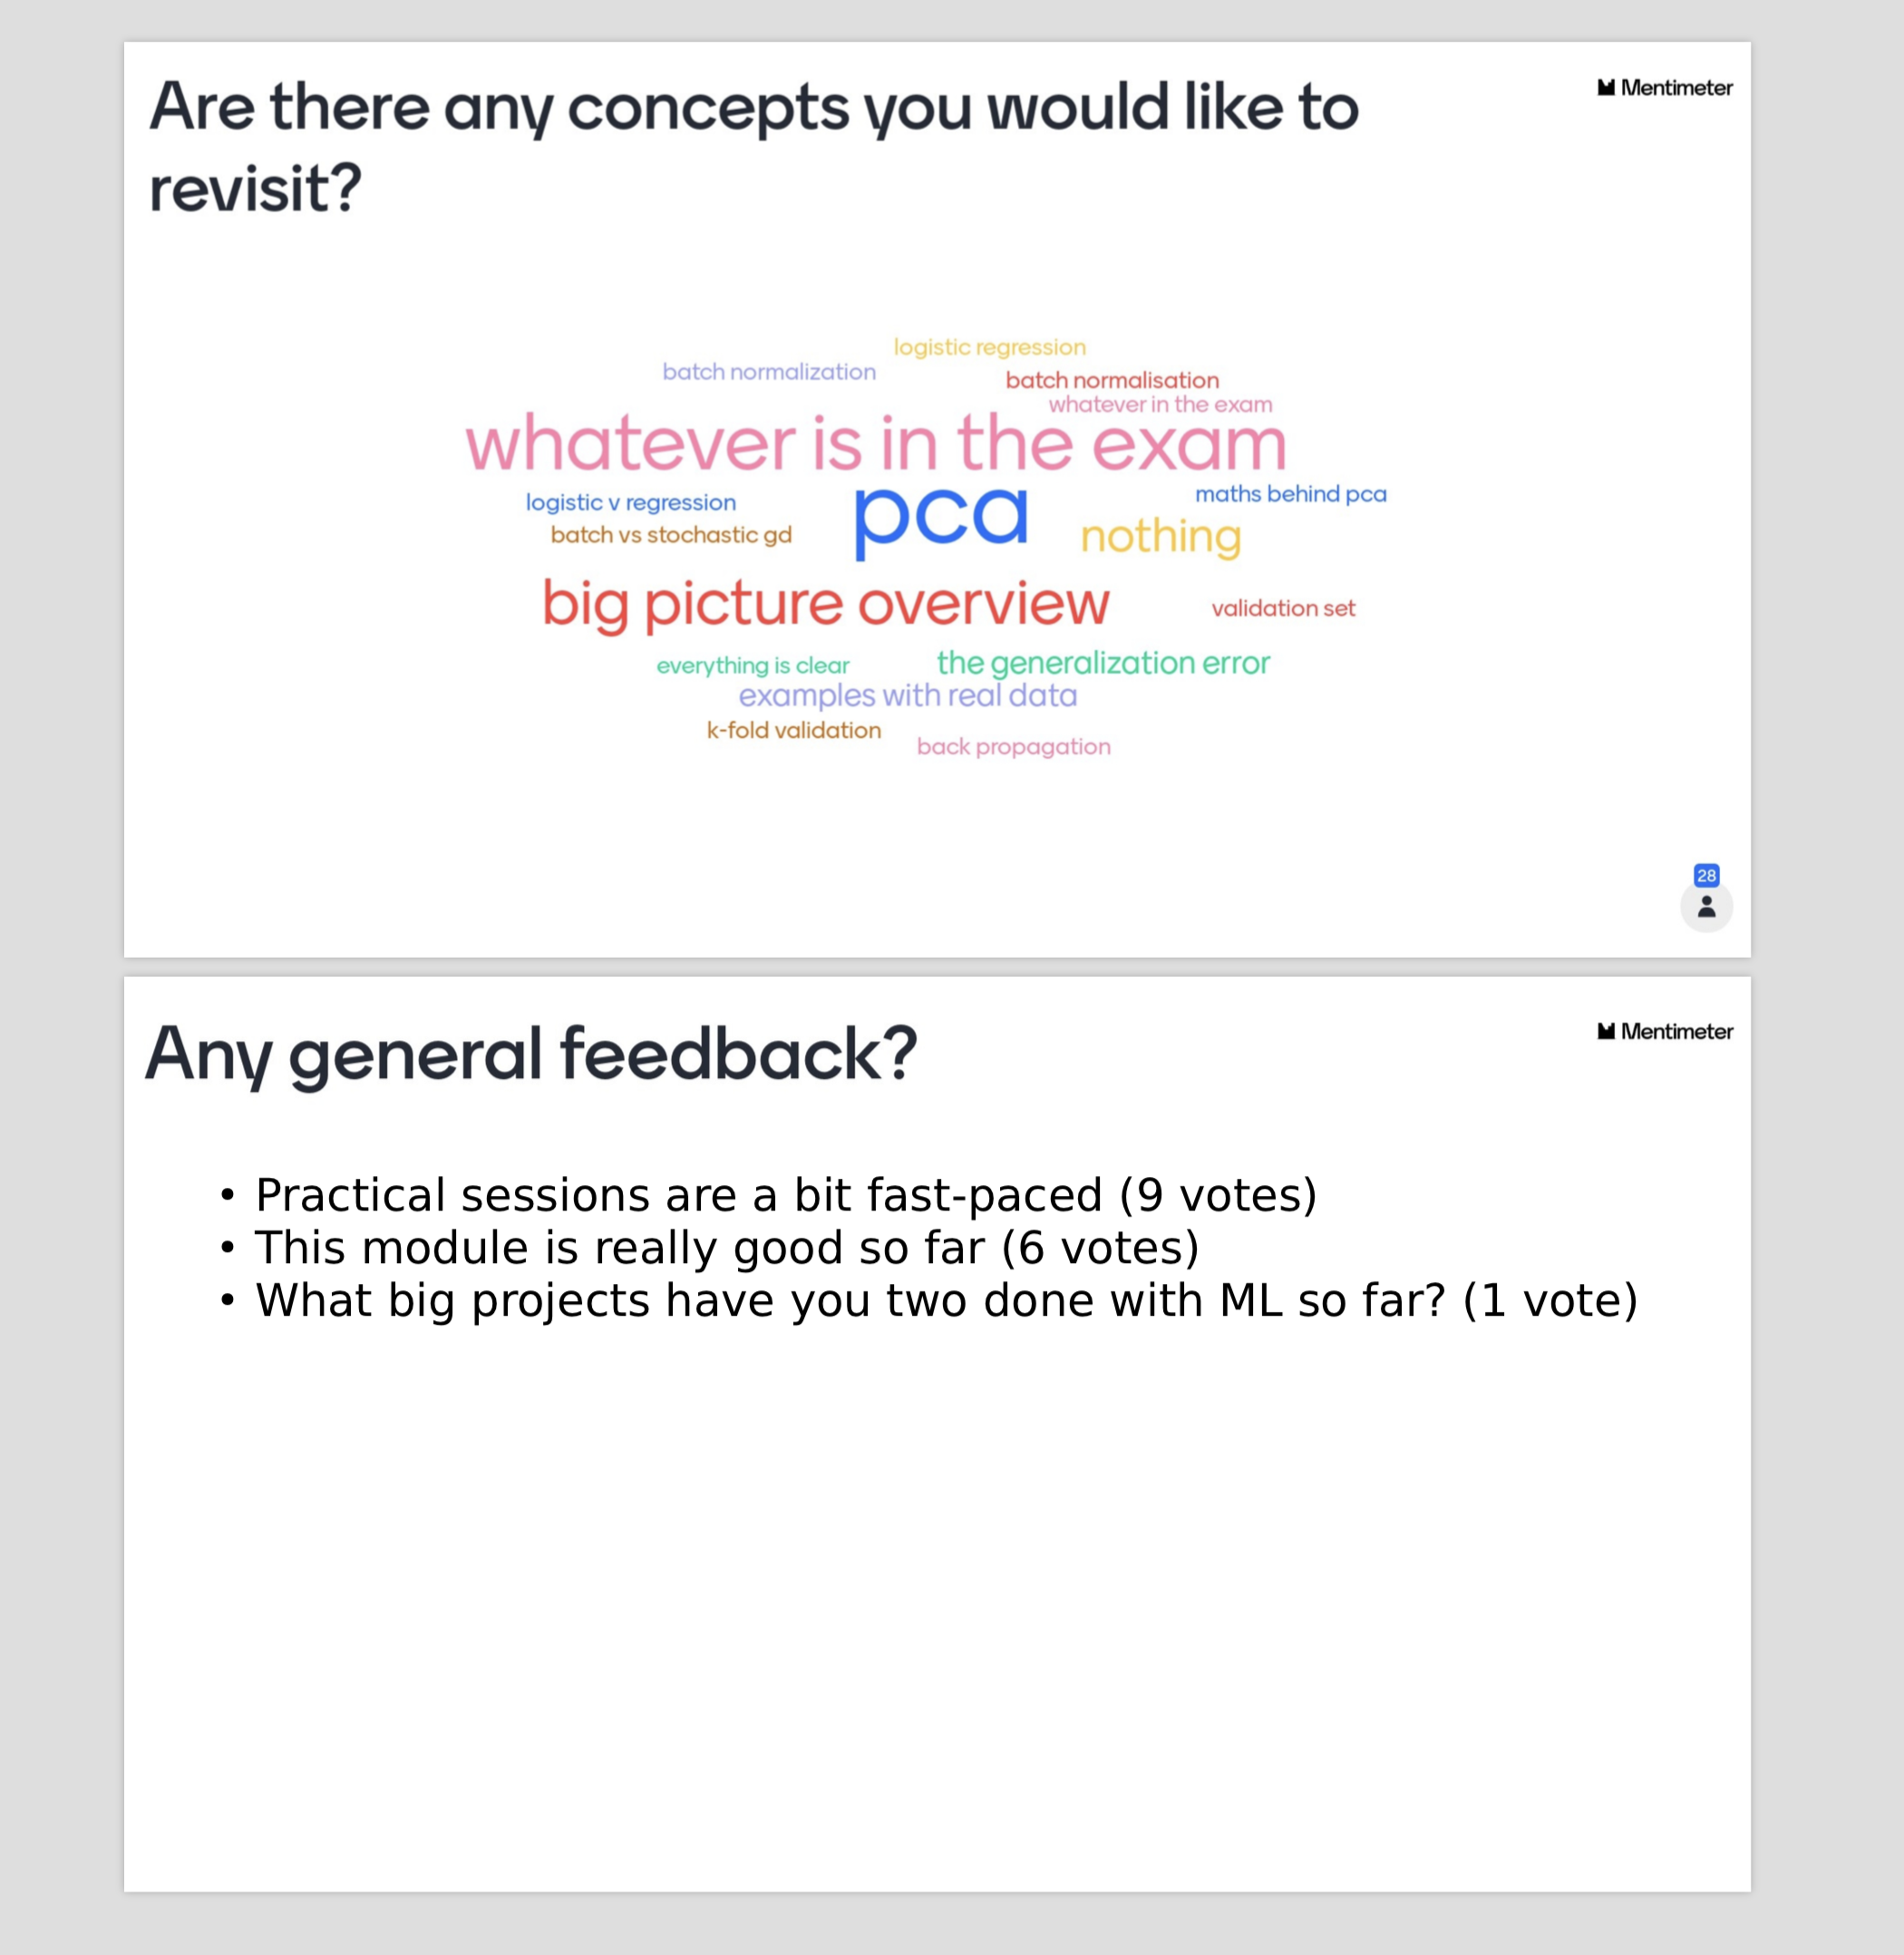 Are there any concepts you would like to
revisit?
Mentimeter
logistic regression
batch normalization
batch normalisation
whatever in the exam
whatever is in the exam
logistic v regression
pca
maths behind pca
batch vs stochastic gd
nothing
big picture overview
validation set
everything is clear
the generalization error
examples with real data
k-fold validation
back propagation
28
Any general feedback?
Mentimeter
• Practical sessions are a bit fast-paced (9 votes)
• This module is really good so far (6 votes)
• What big projects have you two done with ML so far? (1 vote)